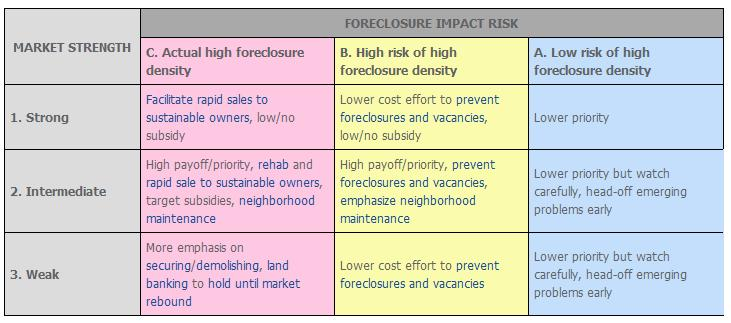 FORECLOSURE IMPACT RISK
MARKET STRENGTH
C. Actual high foreclosure
density
B. High risk of high
foreclosure density
A. Low risk of high
foreclosure density
1. Strong
Facilitate rapid sales to
sustainable owners, low/no
subsidy
Lower cost effort to prevent
foreclosures and vacancies,
low/no subsidy
Lower priority
2. Intermediate
High payoff/priority, rehab and
rapid sale to sustainable owners,
target subsidies, neighborhood
maintenance
High payoff/priority, prevent
foreclosures and vacancies,
emphasize neighborhood
maintenance
Lower priority but watch
carefully, head-off emerging
problems early
3. Weak
More emphasis on
securing/demolishing, land
banking to hold until market
rebound
Lower cost effort to prevent
foreclosures and vacancies
Lower priority but watch
carefully, head-off emerging
problems early